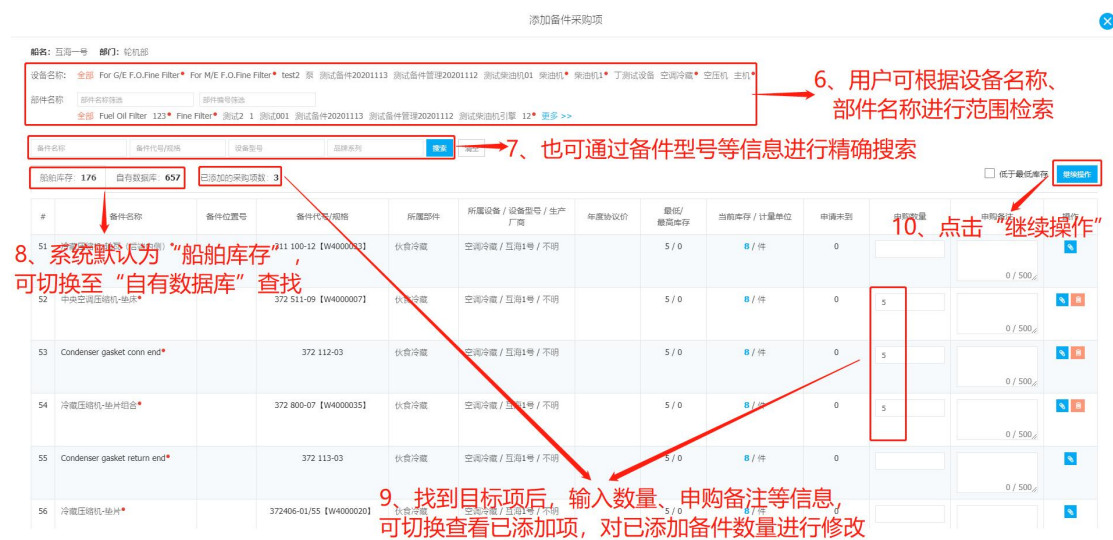 添加备件采购项
船名: 互海一号 部门: 轮机部
设备名称: 全部 For G/E F.O.Fine Filter* For M/E F.O.Fine Filter* test2 泵 测试备件20201113 测试备件管理20201112 测试柴油机01 柴油机* 柴油机1* 丁测试设备 空调冷藏* 空压机 主机*
6、用户可根据设备名称、
部件名称进行范围检索
部件名称 部件名称筛选 部件编号筛选
全部 Fuel Oil Filter 123* Fine Filter* 测试2 1 测试001 测试备件20201113 测试备件管理20201112 测试柴油机引擎 12* 更多 >>
备件名称 备件代号/规格 设备型号 品牌系列 搜索 清空
7、也可通过备件型号等信息进行精确搜索
船舶库存: 176 自有数据库: 657 已添加的采购项数: 3 低于最低库存 继续操作
# 备件名称 备件位置号 备件代号/规格 所属部件 所属设备 / 设备型号 / 生产厂商 年度协议价 最低/最高库存 当前库存 / 计量单位 申请未到 申购数量 申购备注 操作
10、点击“继续操作”
51 311 100-12【W4000033】 伙食冷藏 空调冷藏 / 互海1号 / 不明 5 / 0 8 / 件 0 0 / 500
8、系统默认为“船舶库存”,
可切换至“自有数据库”查找
52 中央空调压缩机-垫床* 372 511-09【W4000007】 伙食冷藏 空调冷藏 / 互海1号 / 不明 5 / 0 8 / 件 0 5 0 / 500
53 Condenser gasket conn end* 372 112-03 伙食冷藏 空调冷藏 / 互海1号 / 不明 5 / 0 8 / 件 0 5 0 / 500
54 冷藏压缩机-垫片组合* 372 800-07【W4000035】 伙食冷藏 空调冷藏 / 互海1号 / 不明 5 / 0 8 / 件 0 5 0 / 500
55 Condenser gasket return end* 372 113-03 伙食冷藏 空调冷藏 / 互海1号 / 不明 5 / 0 8 / 件 0 0 / 500
9、找到目标项后，输入数量、申购备注等信息，
可切换查看已添加项，对已添加备件数量进行修改
56 冷藏压缩机-垫片* 372406-01/55【W4000020】 伙食冷藏 空调冷藏 / 互海1号 / 不明 5 / 0 8 / 件 0